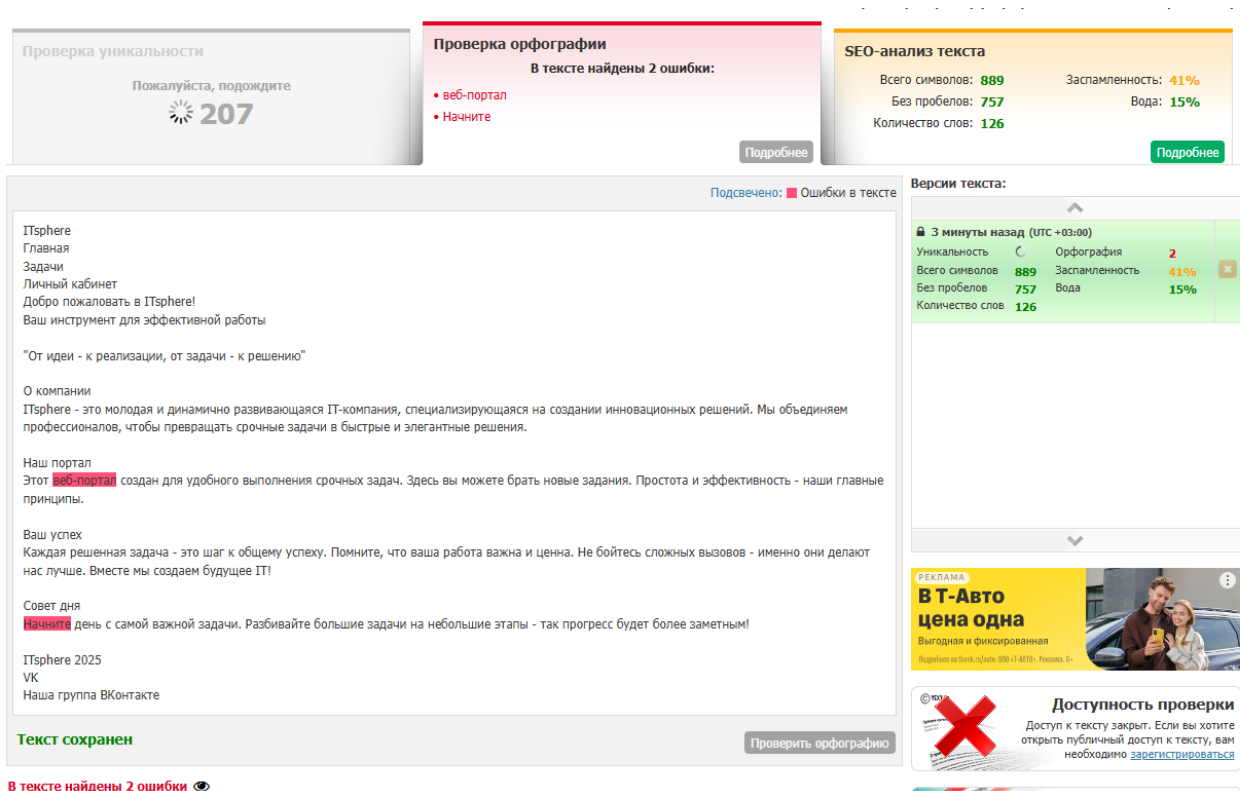 Проверка уникальности
Пожалуйста, подождите
207
Проверка орфографии
В тексте найдены 2 ошибки:
• веб-портал
• Начните
Подробнее
SEO-анализ текста
Всего символов: 889
Заспамленность: 41%
Без пробелов: 757
Вода: 15%
Количество слов: 126
Подробнее
Подсвечено: Ошибки в тексте
ITsphere
Главная
Задачи
Личный кабинет
Добро пожаловать в ITsphere!
Ваш инструмент для эффективной работы
"От идеи - к реализации, от задачи - к решению"
О компании
ITsphere - это молодая и динамично развивающаяся IT-компания, специализирующаяся на создании инновационных решений. Мы объединяем
профессионалов, чтобы превращать срочные задачи в быстрые и элегантные решения.
Наш портал
Этот веб-портал создан для удобного выполнения срочных задач. Здесь вы можете брать новые задания. Простота и эффективность - наши главные
принципы.
Ваш успех
Каждая решенная задача - это шаг к общему успеху. Помните, что ваша работа важна и ценна. Не бойтесь сложных вызовов - именно они делают
нас лучше. Вместе мы создаем будущее IT!
Совет дня
Начните день с самой важной задачи. Разбивайте большие задачи на небольшие этапы - так прогресс будет более заметным!
ITsphere 2025
VK
Наша группа ВКонтакте
Текст сохранен
Проверить орфографию
В тексте найдены 2 ошибки
Версии текста:
3 минуты назад (UTC +03:00)
Уникальность
Орфография 2
Всего символов 889
Заспамленность 41%
Без пробелов 757
Вода 15%
Количество слов 126
РЕКЛАМА
В Т-Авто
цена одна
Выгодная и фиксированная
Доступность проверки
Доступ к тексту закрыт. Если вы хотите
открыть публичный доступ к тексту, вам
необходимо зарегистрироваться